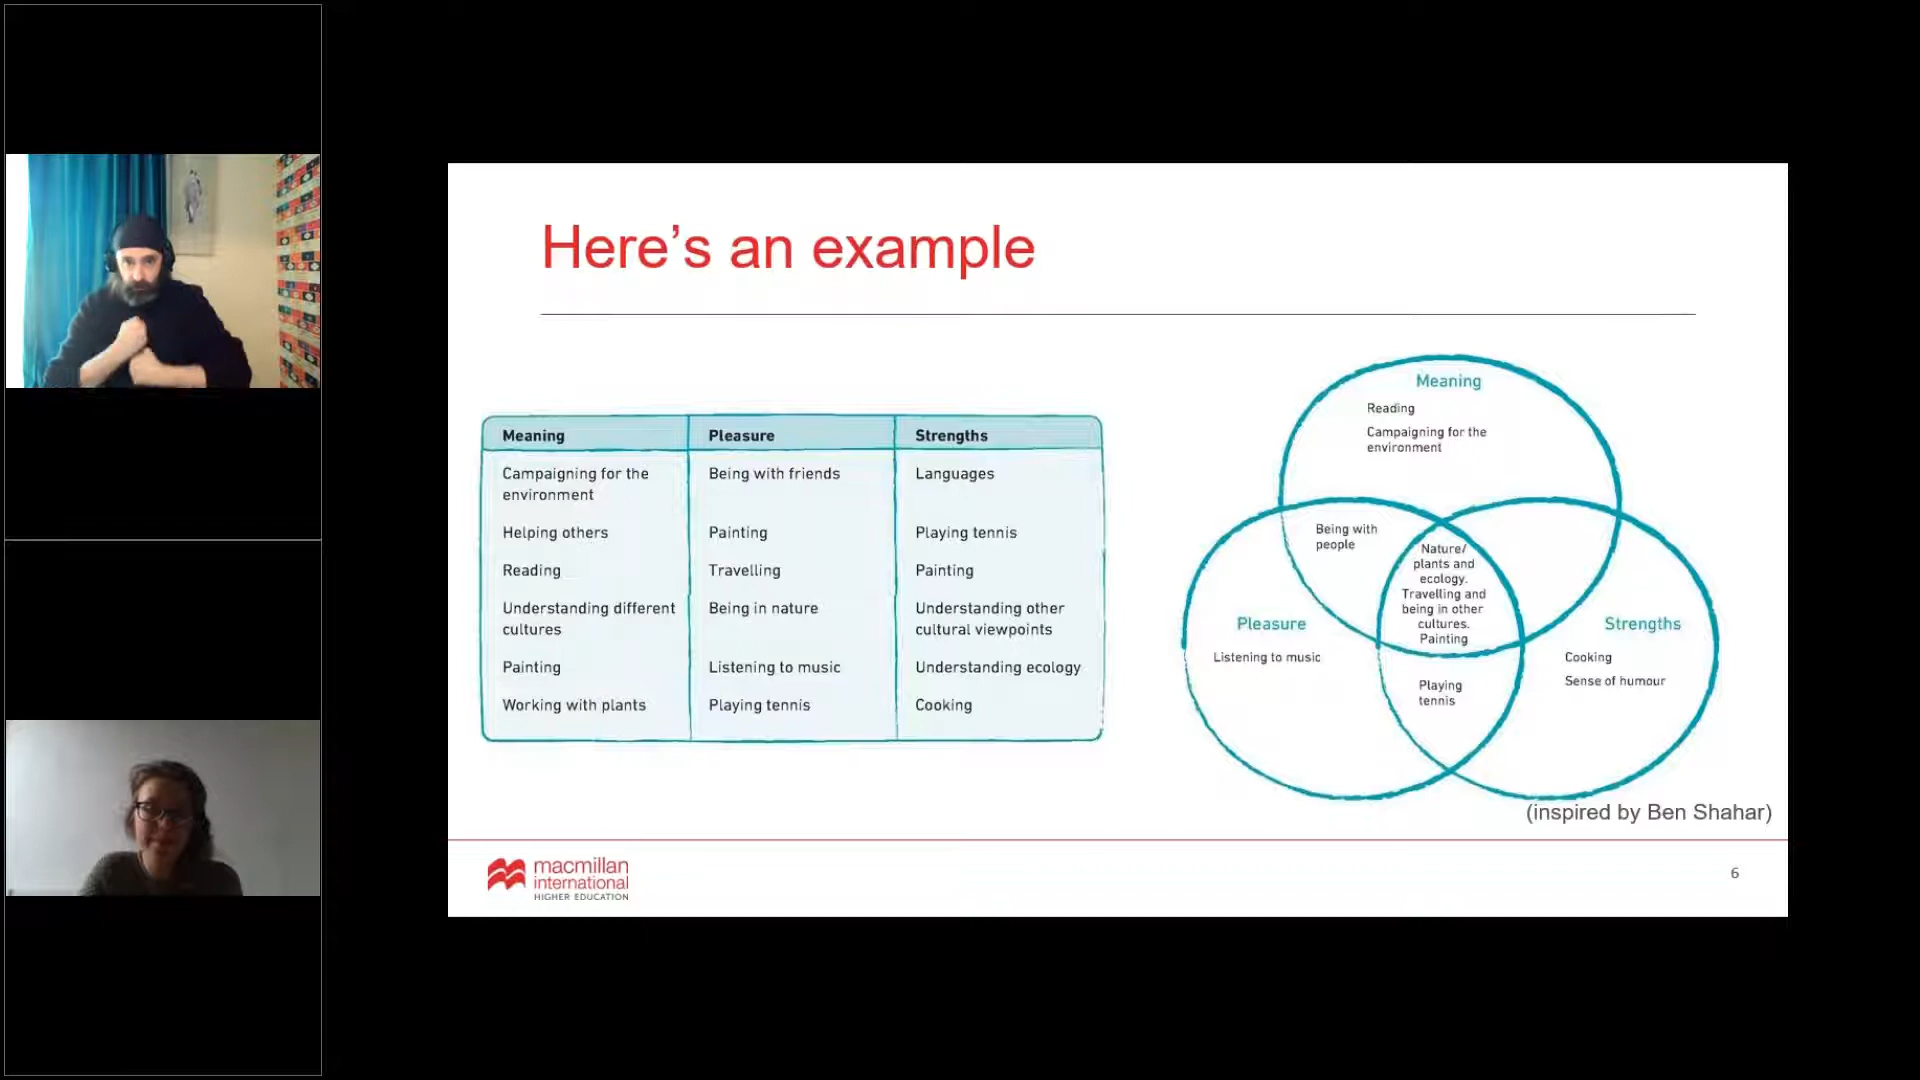 Here's an example
Meaning
Pleasure
Strengths
Campaigning for the
environment
Being with friends
Languages
Helping others
Painting
Playing tennis
Reading
Travelling
Painting
Understanding different
cultures
Being in nature
Understanding other
cultural viewpoints
Painting
Listening to music
Understanding ecology
Working with plants
Playing tennis
Cooking
Meaning
Reading
Campaigning for the
environment
Being with
people
Nature/
plants and
ecology.
Travelling and
being in other
cultures.
Painting
Pleasure
Listening to music
Strengths
Cooking
Sense of humour
Playing
tennis
(inspired by Ben Shahar)
macmillan
international
HIGHER EDUCATION
6